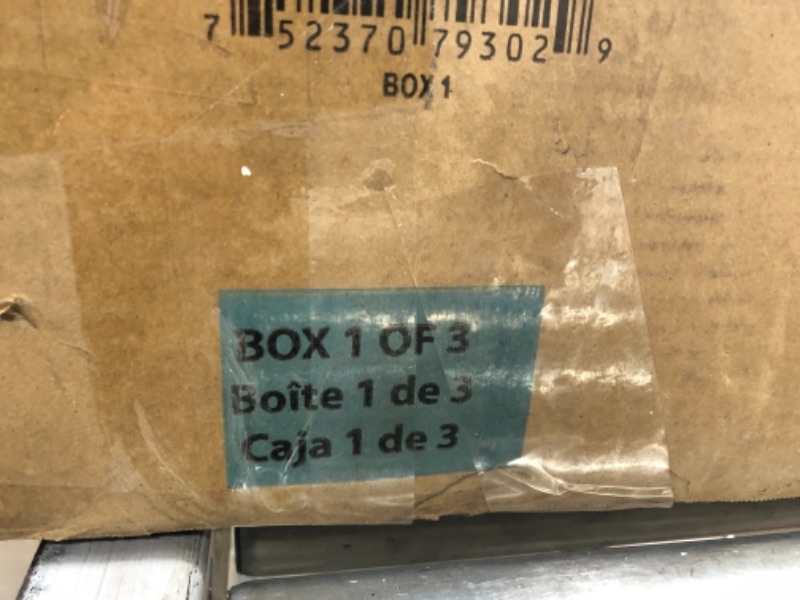 7 52370 79302 9
BOX 1
BOX 1 OF 3
Boîte 1 de 3
Caja 1 de 3